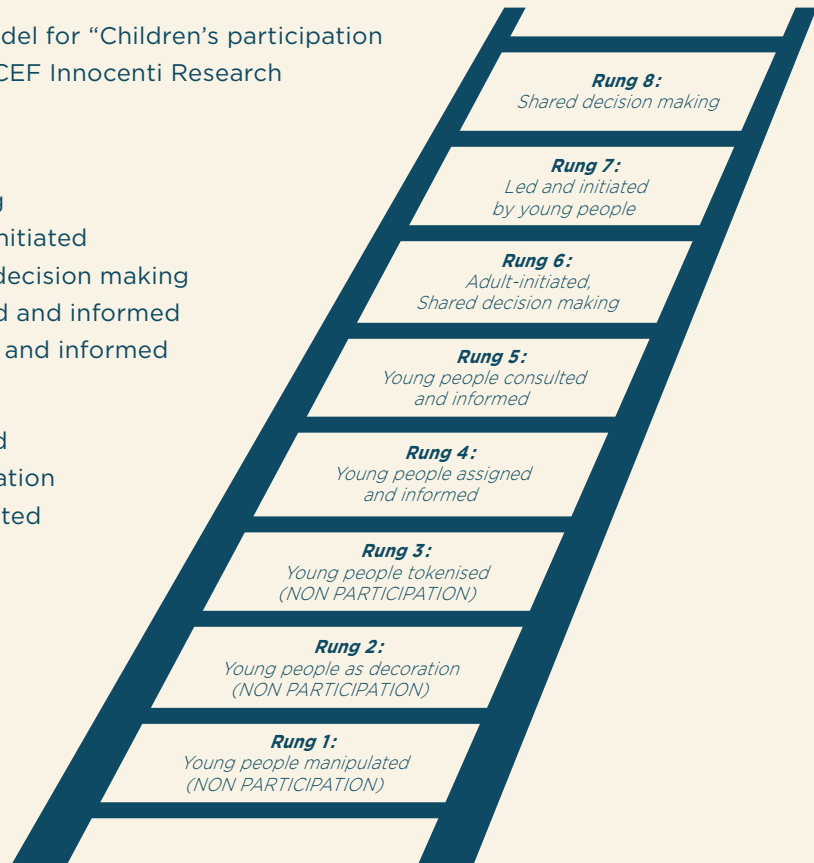 del for “Children’s participation
CEF Innocenti Research
g
nitiated
decision making
d and informed
and informed
d
ation
ted
Rung 8:
Shared decision making
Rung 7:
Led and initiated
by young people
Rung 6:
Adult-initiated,
Shared decision making
Rung 5:
Young people consulted
and informed
Rung 4:
Young people assigned
and informed
Rung 3:
Young people tokenised
(NON PARTICIPATION)
Rung 2:
Young people as decoration
(NON PARTICIPATION)
Rung 1:
Young people manipulated
(NON PARTICIPATION)